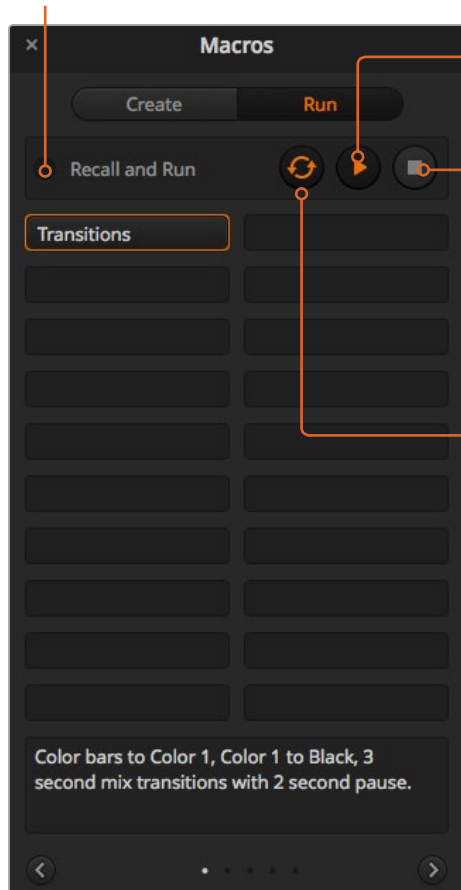 Macros
Create Run
Recall and Run
Transitions
Color bars to Color 1, Color 1 to Black, 3
second mix transitions with 2 second pause.